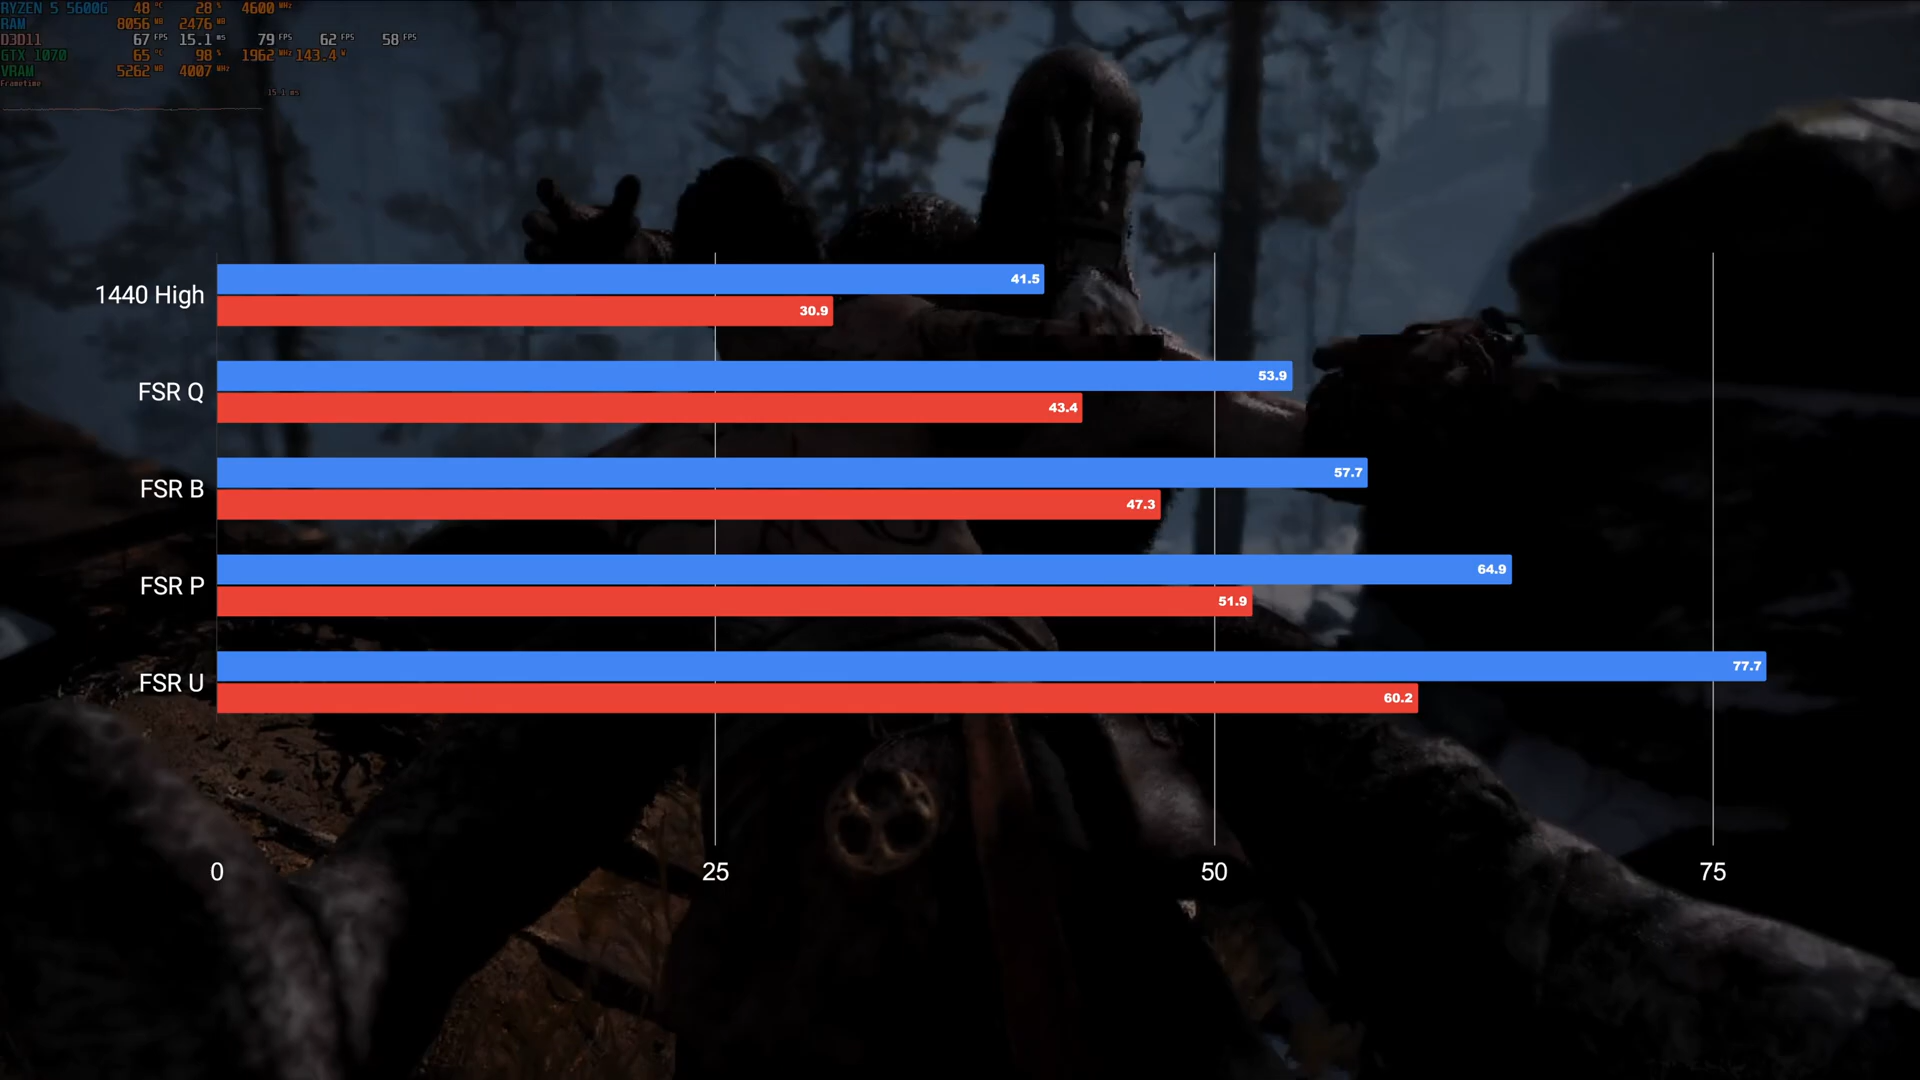 RYZEN 5 5600G 48 °C 28 % 4600 MHz
RAM 8056 MB 2476 MB
D3D11 67 FPS 15.1 ms 79 FPS 62 FPS 58 FPS
GTX 1070 65 °C 98 % 1962 MHz 143.4 W
VRAM 5262 MB 4007 MHz
Frametime
15.1 ms
1440 High
41.5
30.9
FSR Q
53.9
43.4
FSR B
57.7
47.3
FSR P
64.9
51.9
FSR U
77.7
60.2
0 25 50 75